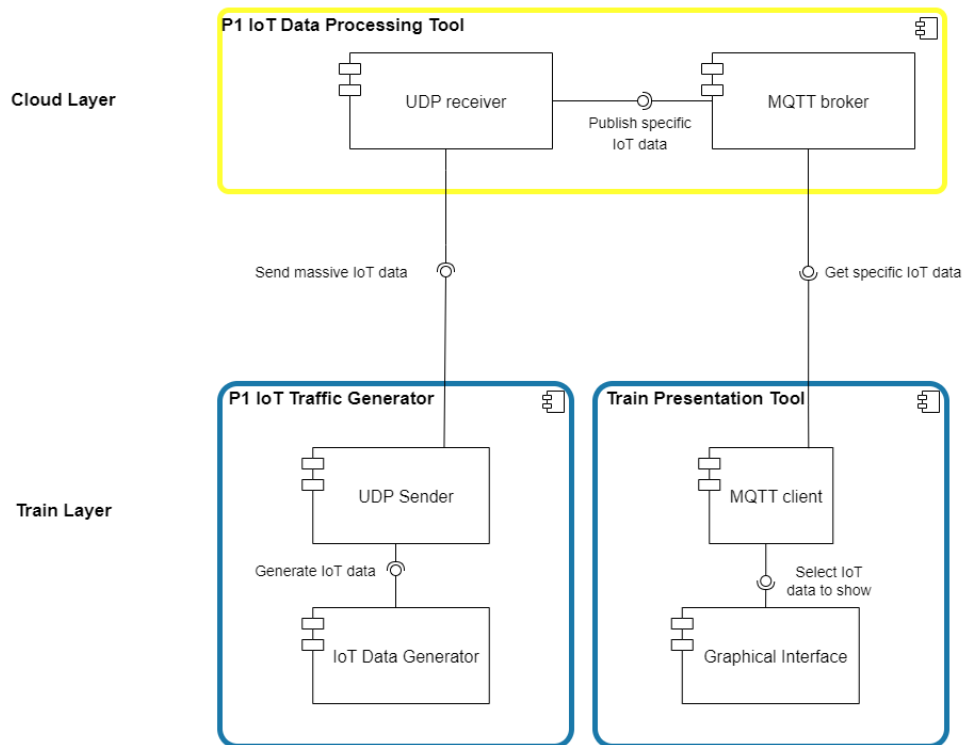 P1 IoT Data Processing Tool
Cloud Layer
UDP receiver
MQTT broker
Publish specific
IoT data
Send massive IoT data
Get specific IoT data
P1 IoT Traffic Generator
Train Presentation Tool
Train Layer
UDP Sender
MQTT client
Generate IoT data
Select IoT
data to show
IoT Data Generator
Graphical Interface